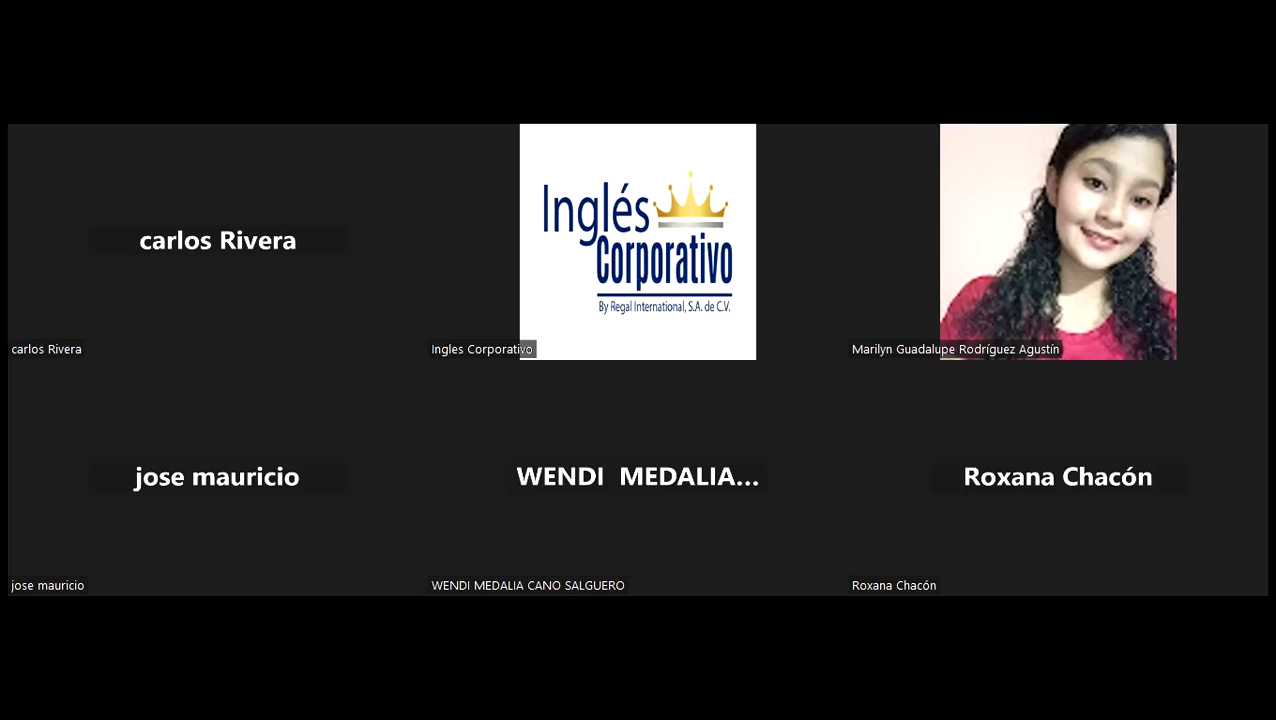 carlos Rivera
carlos Rivera
Inglés
Corporativo
By Regal International, S.A. de C.V.
Ingles Corporativo
Marilyn Guadalupe Rodríguez Agustín
jose mauricio
jose mauricio
WENDI MEDALIA...
WENDI MEDALIA CANO SALGUERO
Roxana Chacón
Roxana Chacón